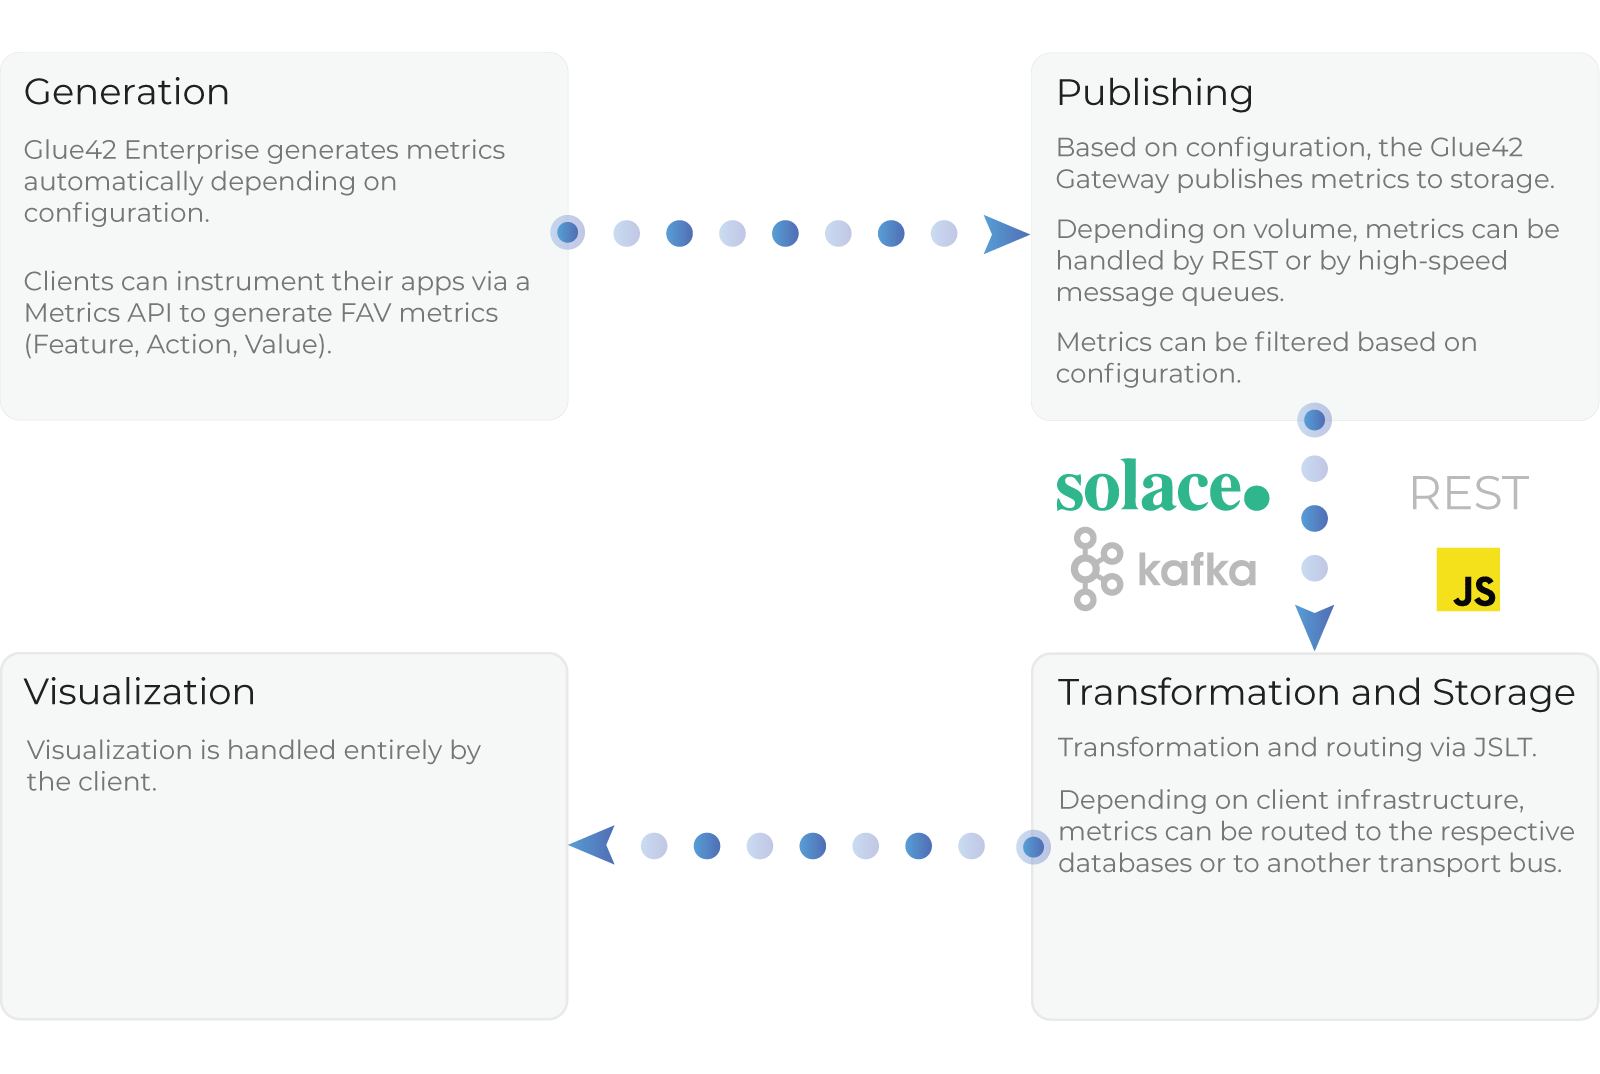 Generation
Glue42 Enterprise generates metrics
automatically depending on
configuration.
Clients can instrument their apps via a
Metrics API to generate FAV metrics
(Feature, Action, Value).
Publishing
Based on configuration, the Glue42
Gateway publishes metrics to storage.
Depending on volume, metrics can be
handled by REST or by high-speed
message queues.
Metrics can be filtered based on
configuration.
solace.
REST
kafka
JS
Transformation and Storage
Transformation and routing via JSLT.
Depending on client infrastructure,
metrics can be routed to the respective
databases or to another transport bus.
Visualization
Visualization is handled entirely by
the client.